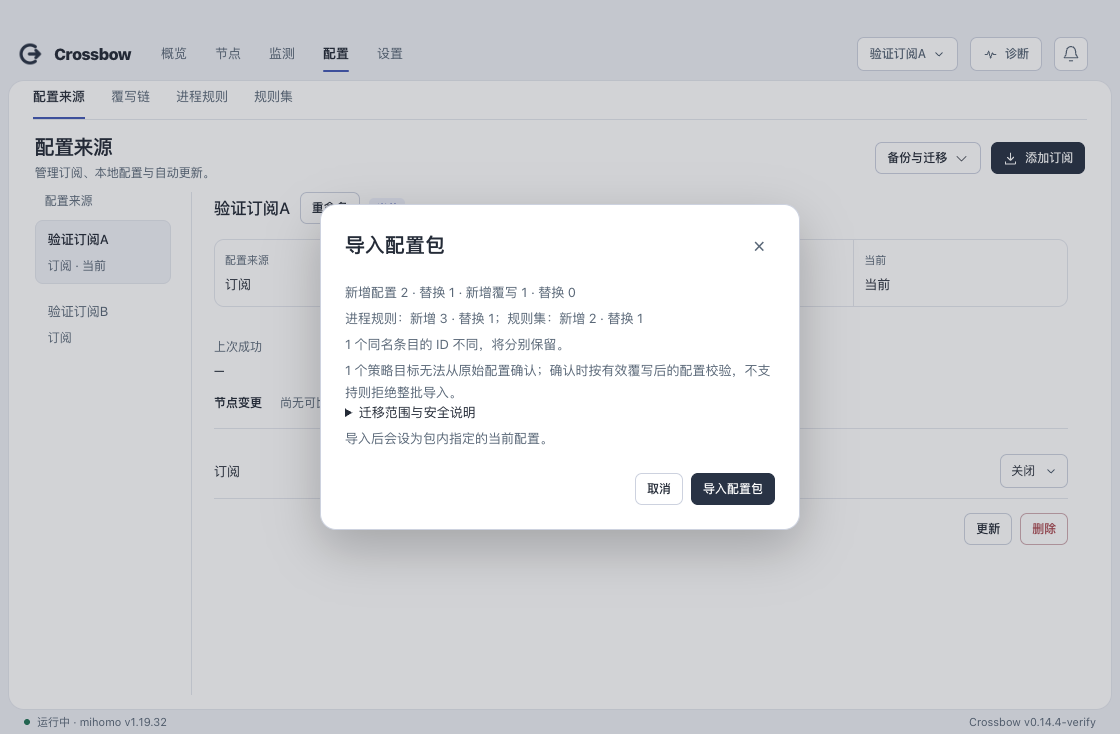 Crossbow 概览 节点 监测 配置 设置 验证订阅A 诊断
配置来源 覆写链 进程规则 规则集
配置来源
管理订阅、本地配置与自动更新。
备份与迁移 添加订阅
配置来源
验证订阅A
订阅 · 当前
验证订阅B
订阅
验证订阅A
配置来源
订阅
当前
当前
上次成功
—
节点变更 尚无可
订阅
关闭
更新 删除
导入配置包
新增配置 2 · 替换 1 · 新增覆写 1 · 替换 0
进程规则：新增 3 · 替换 1；规则集：新增 2 · 替换 1
1 个同名条目的 ID 不同，将分别保留。
1 个策略目标无法从原始配置确认；确认时按有效覆写后的配置校验，不支
持则拒绝整批导入。
迁移范围与安全说明
导入后会设为包内指定的当前配置。
取消 导入配置包
运行中 · mihomo v1.19.32
Crossbow v0.14.4-verify